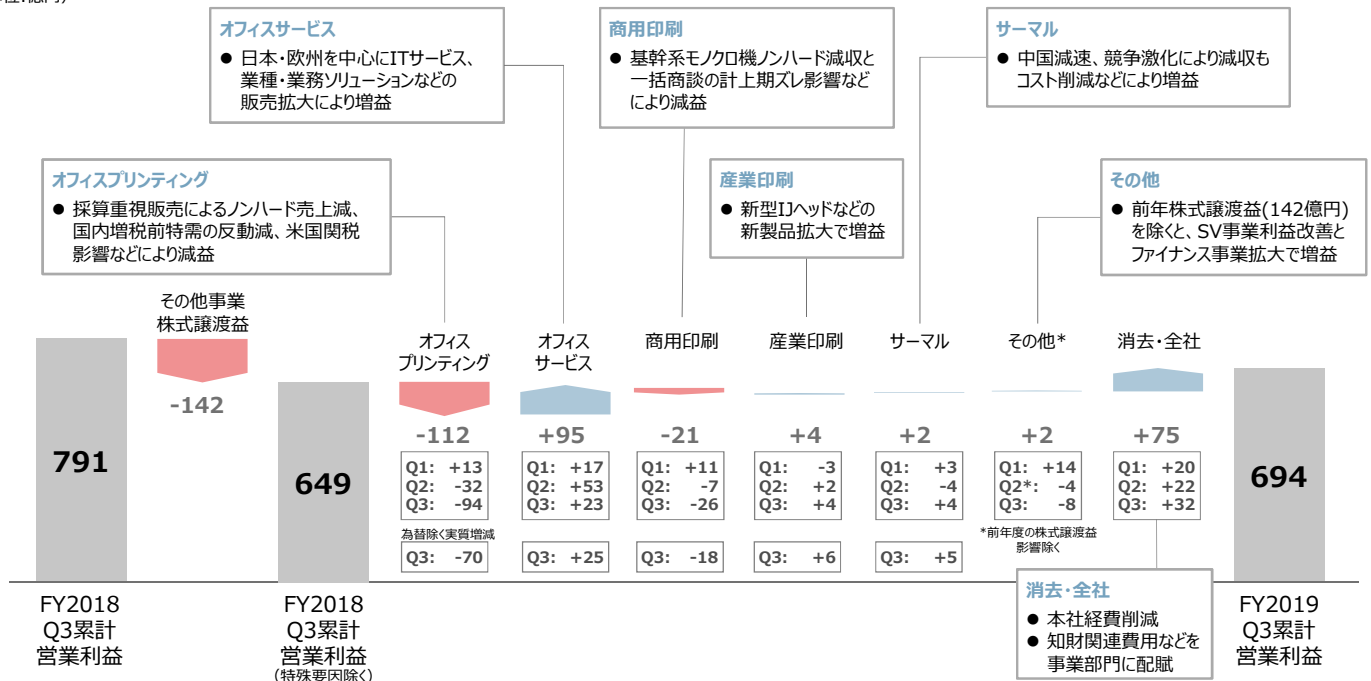 オフィスサービス
● 日本・欧州を中心にITサービス、
業種・業務ソリューションなどの
販売拡大により増益
商用印刷
● 基幹系モノクロ機ノンハード減収と
一括商談の計上期ズレ影響など
により減益
サーマル
● 中国減速、競争激化により減収も
コスト削減などにより増益
オフィスプリンティング
● 採算重視販売によるノンハード売上減、
国内増税前特需の反動減、米国関税
影響などにより減益
産業印刷
● 新型IJヘッドなどの
新製品拡大で増益
その他
● 前年株式譲渡益(142億円)
を除くと、SV事業利益改善と
ファイナンス事業拡大で増益
その他事業
株式譲渡益
-142
791
FY2018
Q3累計
営業利益
649
FY2018
Q3累計
営業利益
(特殊要因除く)
オフィス
プリンティング
-112
Q1: +13
Q2: -32
Q3: -94
為替除く実質増減
Q3: -70
オフィス
サービス
+95
Q1: +17
Q2: +53
Q3: +23
Q3: +25
商用印刷
-21
Q1: +11
Q2: -7
Q3: -26
Q3: -18
産業印刷
+4
Q1: -3
Q2: +2
Q3: +4
Q3: +6
サーマル
+2
Q1: +3
Q2: -4
Q3: +4
Q3: +5
その他*
+2
Q1: +14
Q2*: -4
Q3: -8
*前年度の株式譲渡益
影響除く
消去・全社
+75
Q1: +20
Q2: +22
Q3: +32
消去・全社
● 本社経費削減
● 知財関連費用などを
事業部門に配賦
694
FY2019
Q3累計
営業利益